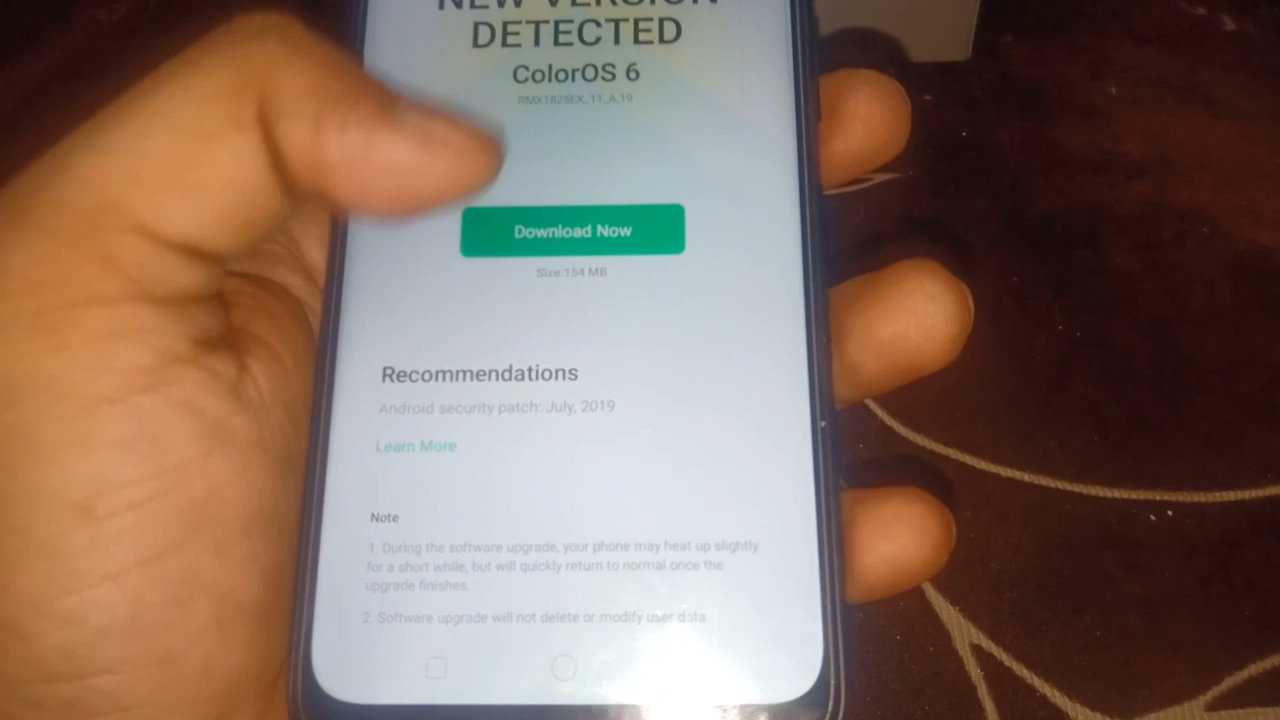 NEW VERSION
DETECTED
ColorOS 6
RMX1825EX_11_A.19
Download Now
Size:154 MB
Recommendations
Android security patch: July, 2019
Learn More
Note
1. During the software upgrade, your phone may heat up slightly
for a short while, but will quickly return to normal once the
upgrade finishes.
2. Software upgrade will not delete or modify user data.